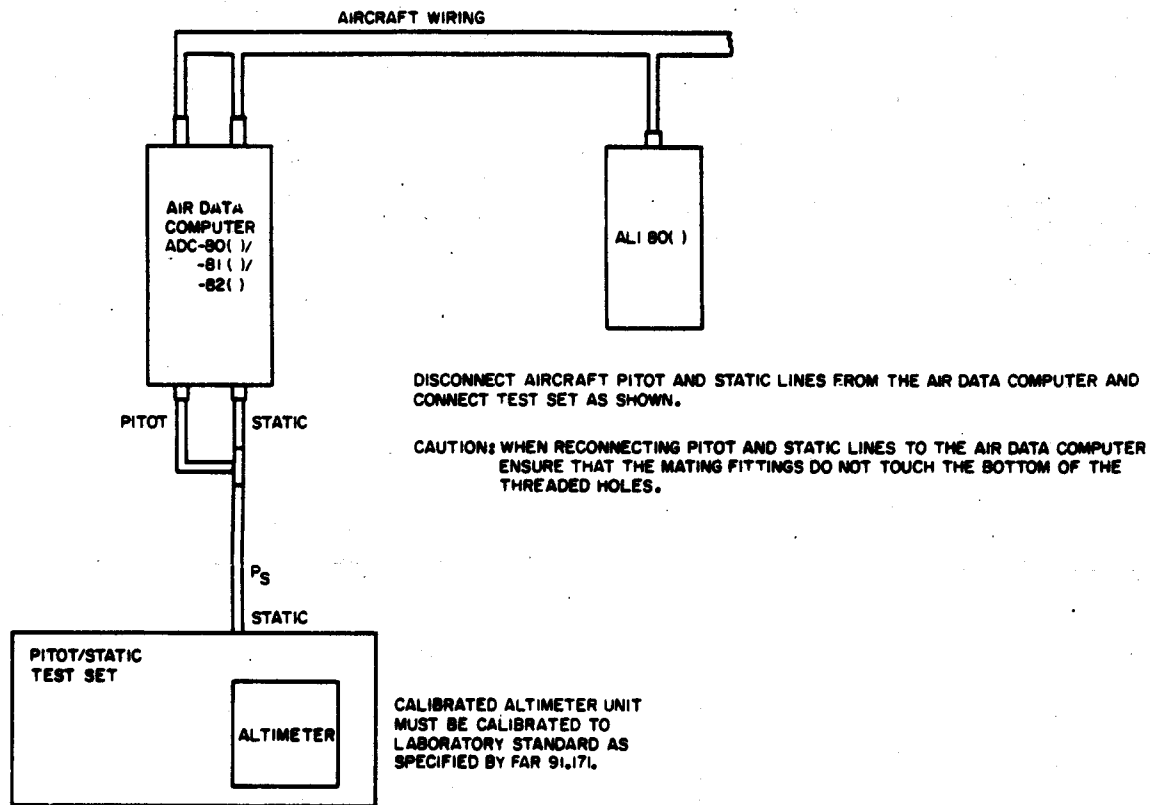 AIRCRAFT WIRING
AIR DATA
COMPUTER
ADC-80( )/
-81( )/
-82( )
ALI 80( )
DISCONNECT AIRCRAFT PITOT AND STATIC LINES FROM THE AIR DATA COMPUTER AND
CONNECT TEST SET AS SHOWN.
PITOT
STATIC
CAUTION: WHEN RECONNECTING PITOT AND STATIC LINES TO THE AIR DATA COMPUTER
ENSURE THAT THE MATING FITTINGS DO NOT TOUCH THE BOTTOM OF THE
THREADED HOLES.
PS
STATIC
PITOT/STATIC
TEST SET
ALTIMETER
CALIBRATED ALTIMETER UNIT
MUST BE CALIBRATED TO
LABORATORY STANDARD AS
SPECIFIED BY FAR 91.171.